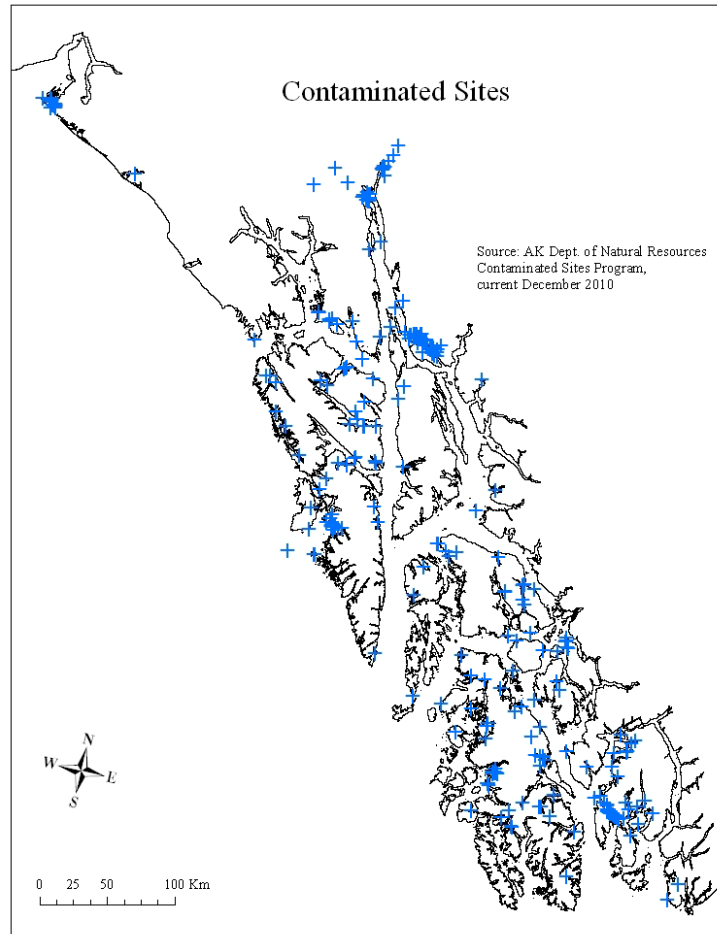 Contaminated Sites
Source: AK Dept. of Natural Resources
Contaminated Sites Program,
current December 2010
N
W
E
S
0 25 50 100 Km